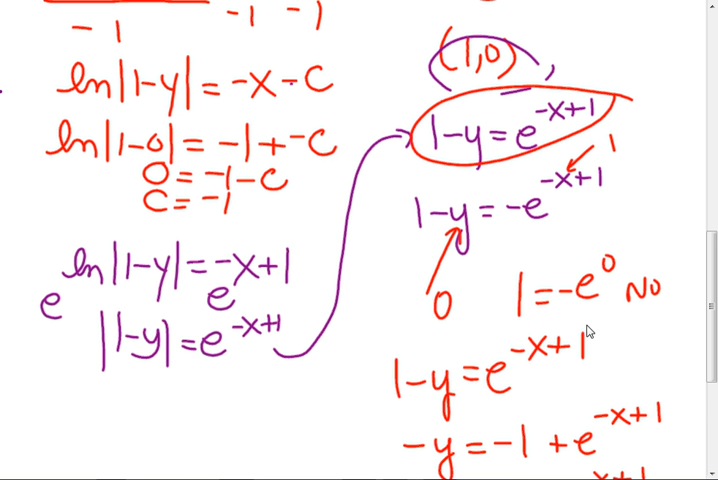 -1 -1
-1
ln|1-y| = -x-C
ln|1-0| = -1+-C
0 = -1-C
C = -1
ln|1-y| = -x+1
e e
|1-y| = e^{-x+1}
(1,0)
1-y = e^{-x+1}
1
1-y = -e^{-x+1}
0
1 = -e^0 NO
1-y = e^{-x+1}
-y = -1 + e^{-x+1}